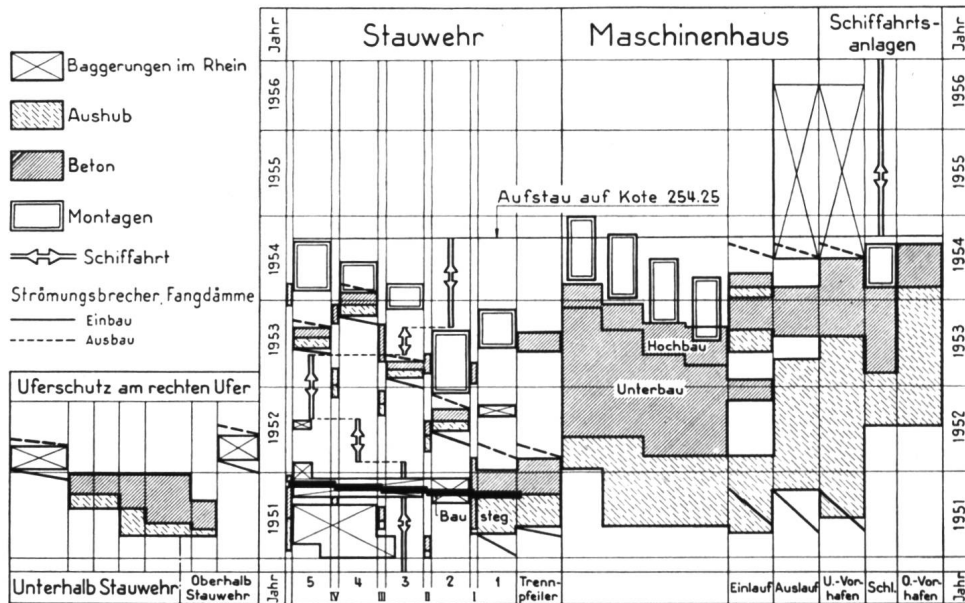 Baggerungen im Rhein
Aushub
Beton
Montagen
Schiffahrt
Strömungsbrecher, Fangdämme
Einbau
Ausbau
Uferschutz am rechten Ufer
Unterhalb Stauwehr
Oberhalb
Stauwehr
Jahr
Stauwehr
Maschinenhaus
Schiffahrts-
anlagen
Jahr
1956
1956
1955
1955
Aufstau auf Kote 254.25
1954
1954
1953
1953
Hochbau
Unterbau
1952
1952
1951
1951
Bau steg
Jahr
5
IV
4
III
3
II
2
I
1
Trenn-
pfeiler
Einlauf
Auslauf
U.-Vor-
hafen
Schl.
O.-Vor-
hafen
Jahr